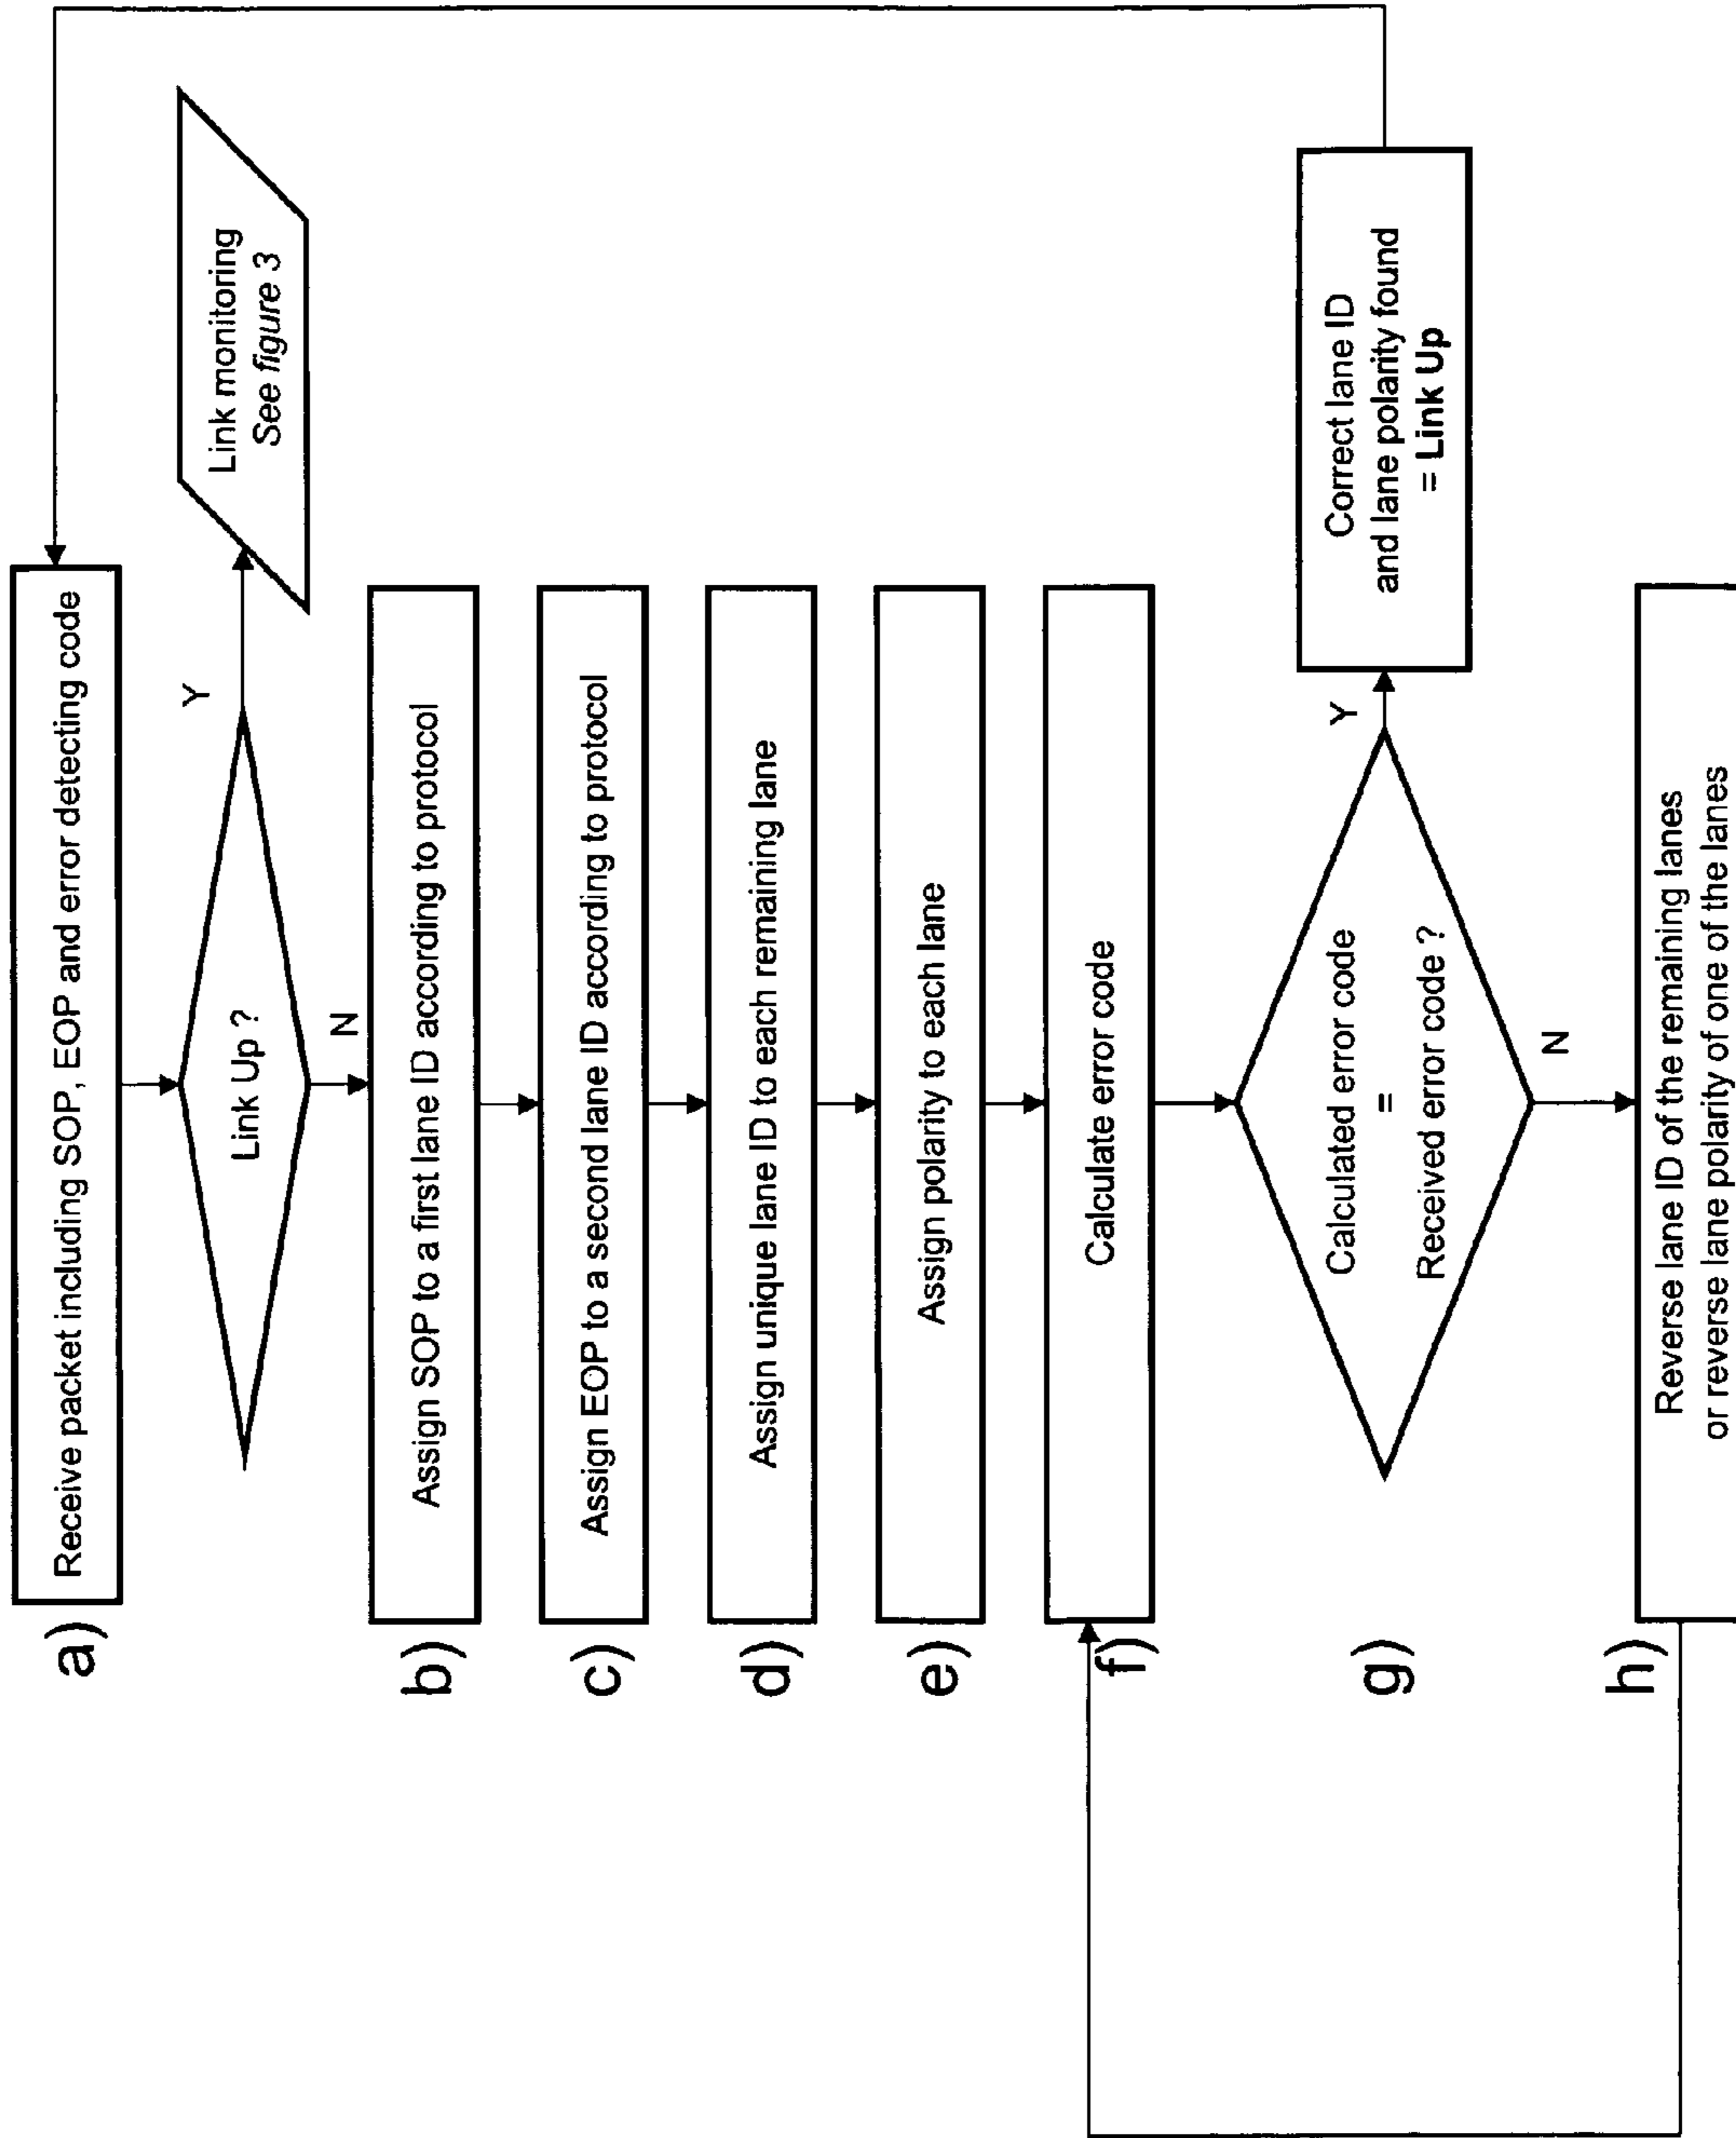 a)
Receive packet including SOP, EOP and error detecting code
Link Up ?
Y
Link monitoring
See figure 3
N
b)
Assign SOP to a first lane ID according to protocol
c)
Assign EOP to a second lane ID according to protocol
d)
Assign unique lane ID to each remaining lane
e)
Assign polarity to each lane
f)
Calculate error code
g)
Calculated error code
=
Received error code ?
Y
Correct lane ID
and lane polarity found
= Link Up
N
h)
Reverse lane ID of the remaining lanes
or reverse lane polarity of one of the lanes